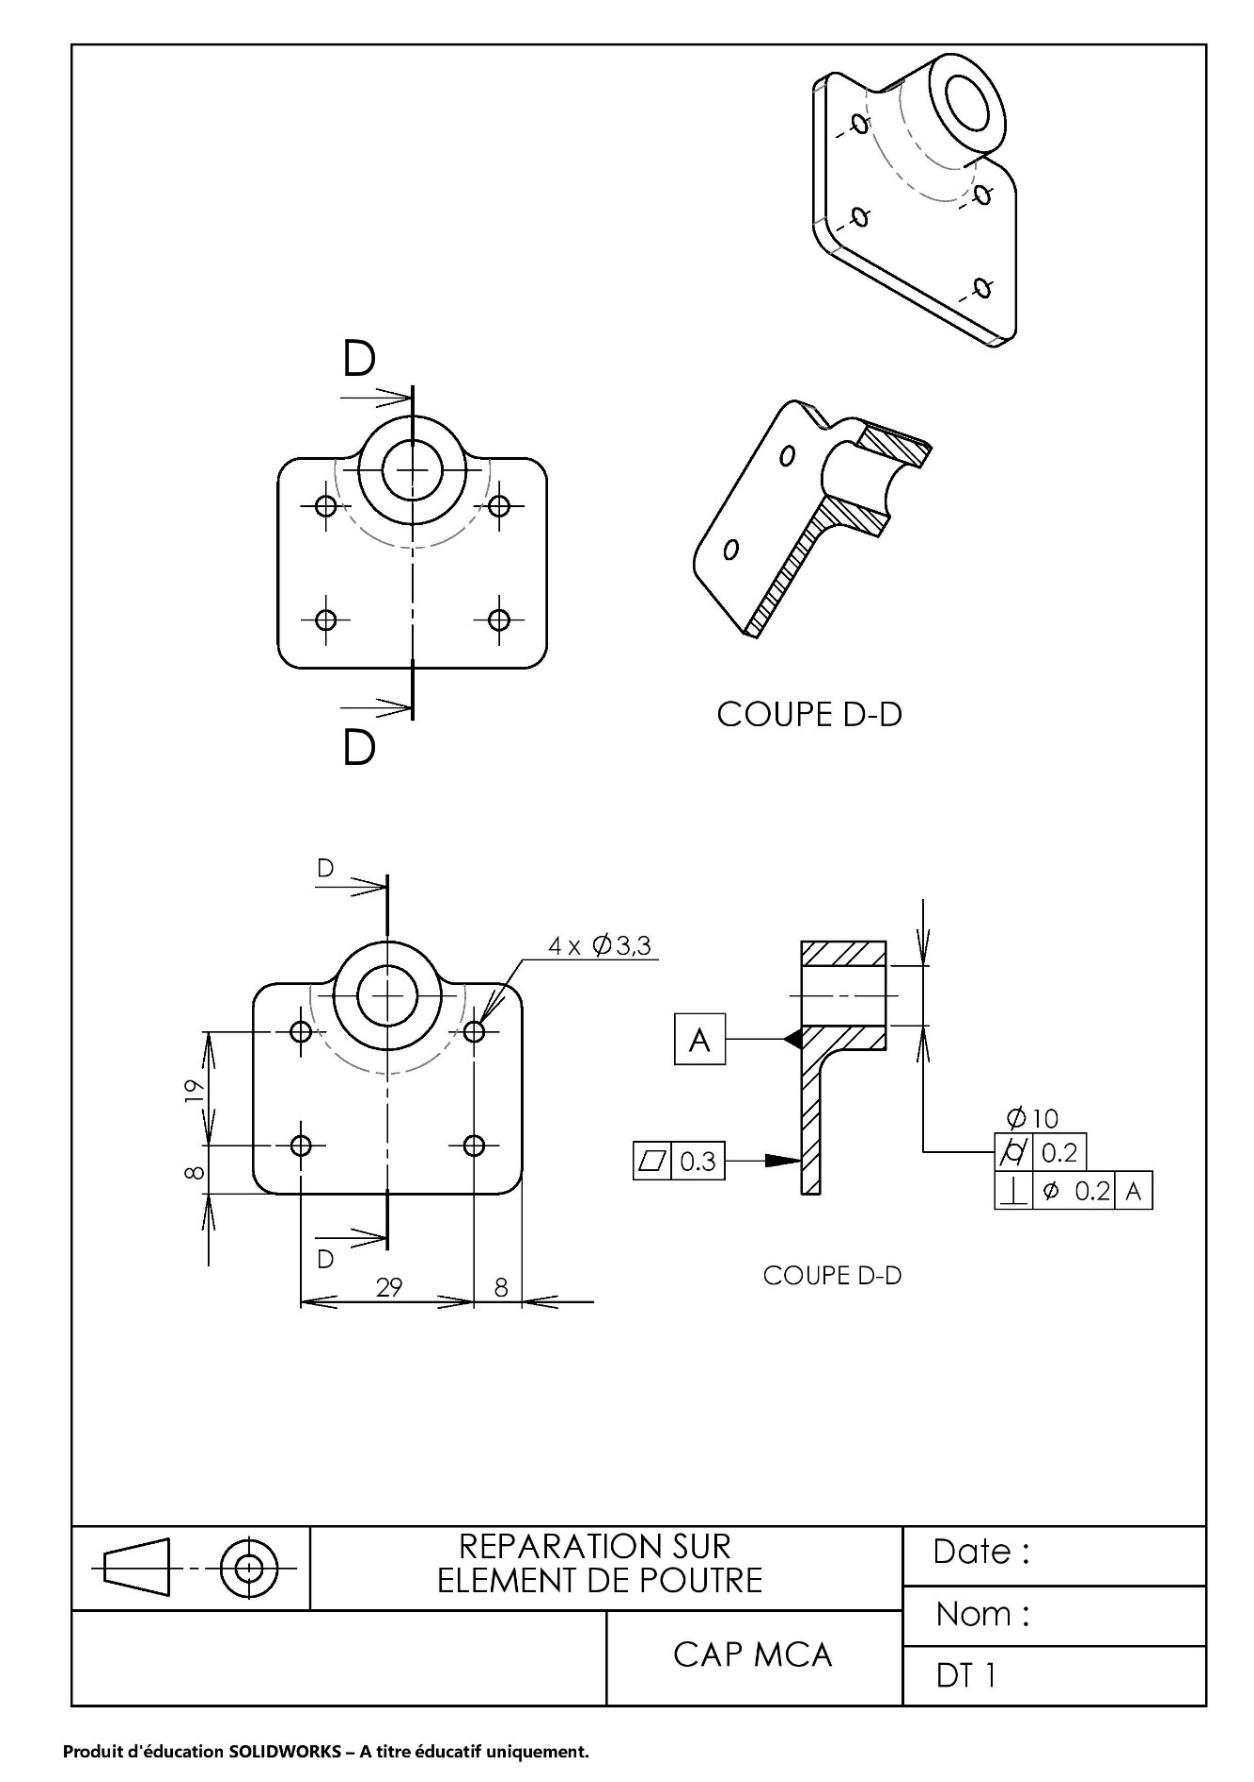 D
D
COUPE D-D
D
4 x Ø3,3
19
8
D
29
8
A
0.3
Ø10
0.2
Ø 0.2 A
COUPE D-D
REPARATION SUR
ELEMENT DE POUTRE
CAP MCA
Date :
Nom :
DT 1
Produit d'éducation SOLIDWORKS – A titre éducatif uniquement.